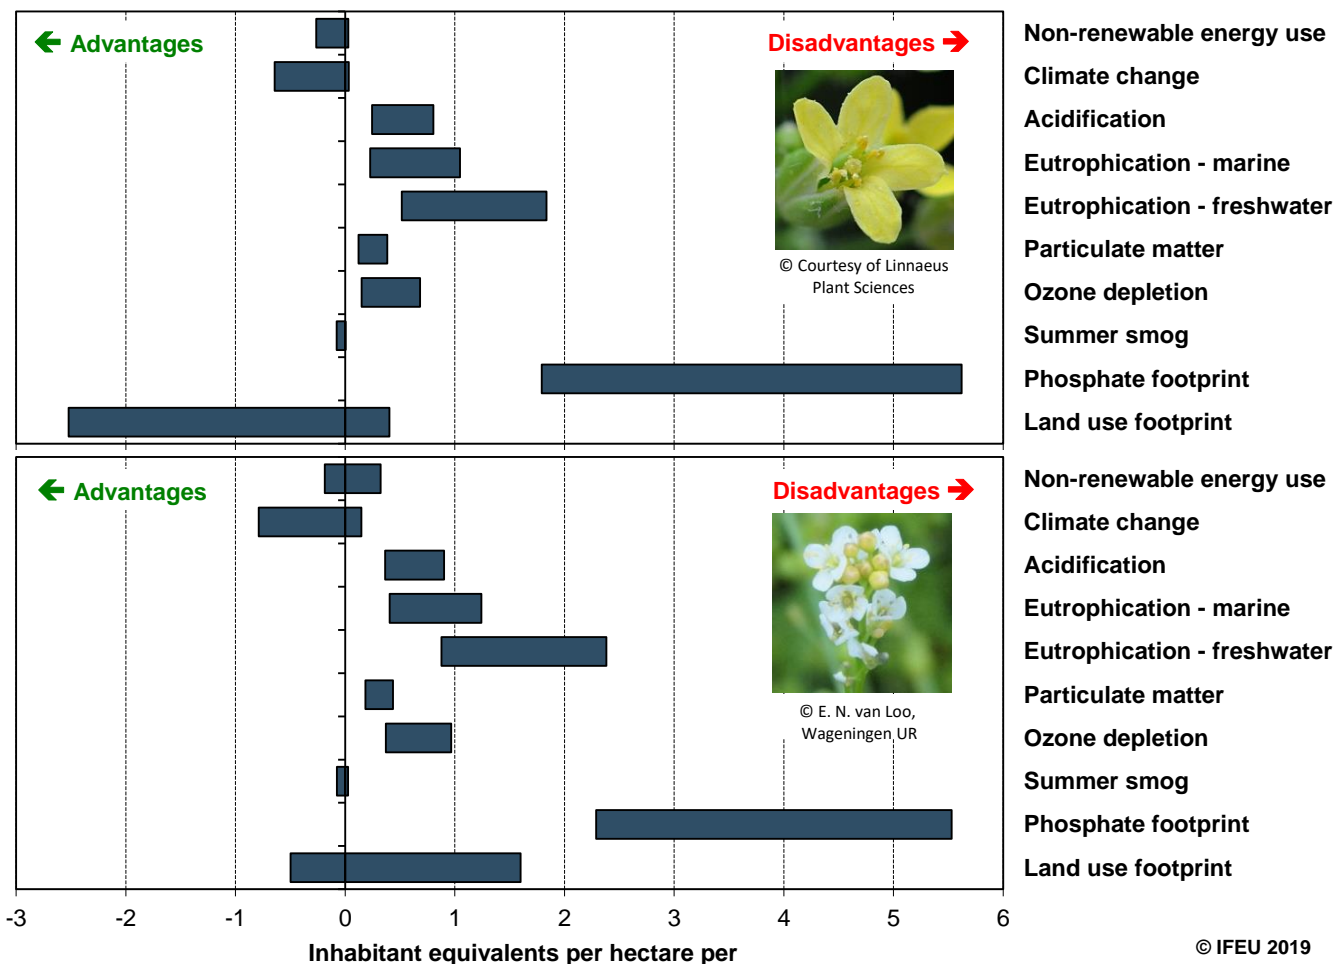 ← Advantages
Disadvantages →
© Courtesy of Linnaeus
Plant Sciences
Non-renewable energy use
Climate change
Acidification
Eutrophication - marine
Eutrophication - freshwater
Particulate matter
Ozone depletion
Summer smog
Phosphate footprint
Land use footprint
← Advantages
Disadvantages →
© E. N. van Loo,
Wageningen UR
Non-renewable energy use
Climate change
Acidification
Eutrophication - marine
Eutrophication - freshwater
Particulate matter
Ozone depletion
Summer smog
Phosphate footprint
Land use footprint
-3 -2 -1 0 1 2 3 4 5 6
Inhabitant equivalents per hectare per
© IFEU 2019